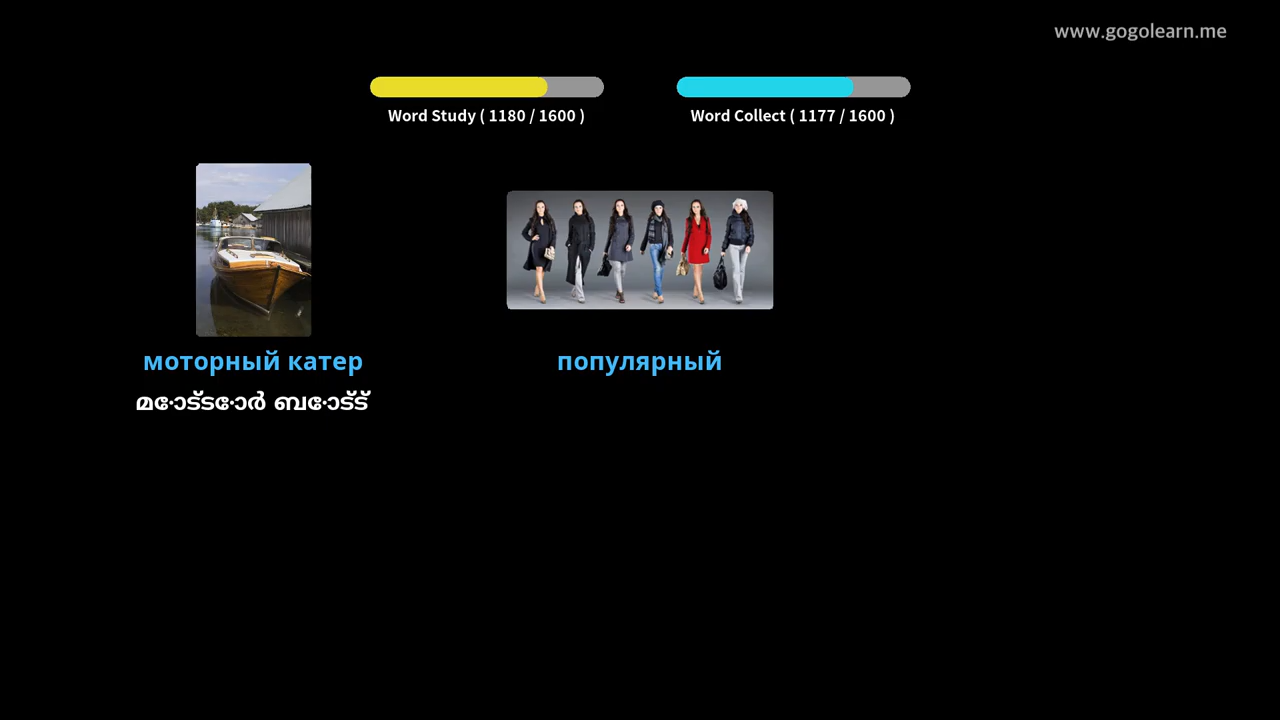 www.gogolearn.me
Word Study ( 1180 / 1600 )
Word Collect ( 1177 / 1600 )
моторный катер
популярный
മോട്ടോർ ബോട്ട്